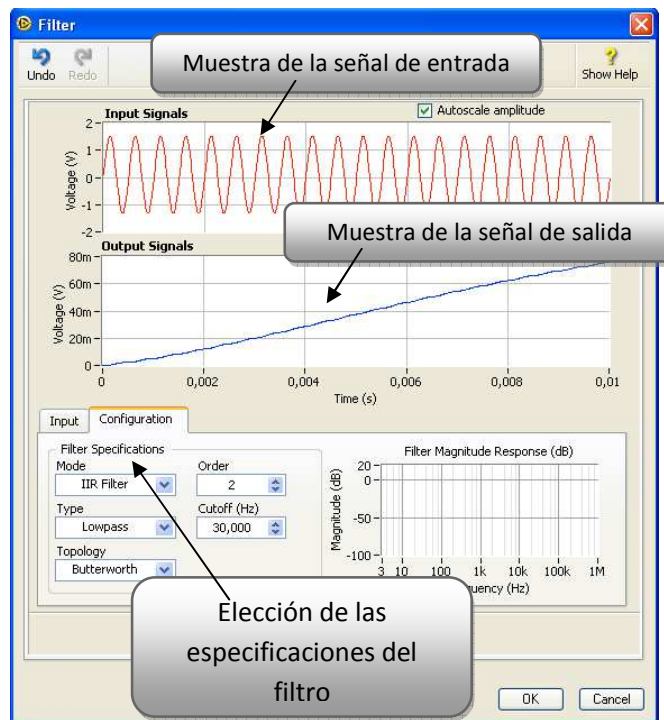 Filter
Undo
Redo
Muestra de la señal de entrada
Show Help
Input Signals
Autoscale amplitude
2
1
0
-1
-2
Voltage (V)
Muestra de la señal de salida
Output Signals
80m
60m
40m
20m
0
Voltage (V)
0
0,002
0,004
0,006
0,008
0,01
Time (s)
Input
Configuration
Filter Specifications
Mode
Order
IIR Filter
2
Type
Cutoff (Hz)
Lowpass
30,000
Topology
Butterworth
Filter Magnitude Response (dB)
20
0
-50
-100
Magnitude (dB)
3
10
100
1k
10k
100k
1M
(Hz)
Elección de las
especificaciones del
filtro
OK
Cancel